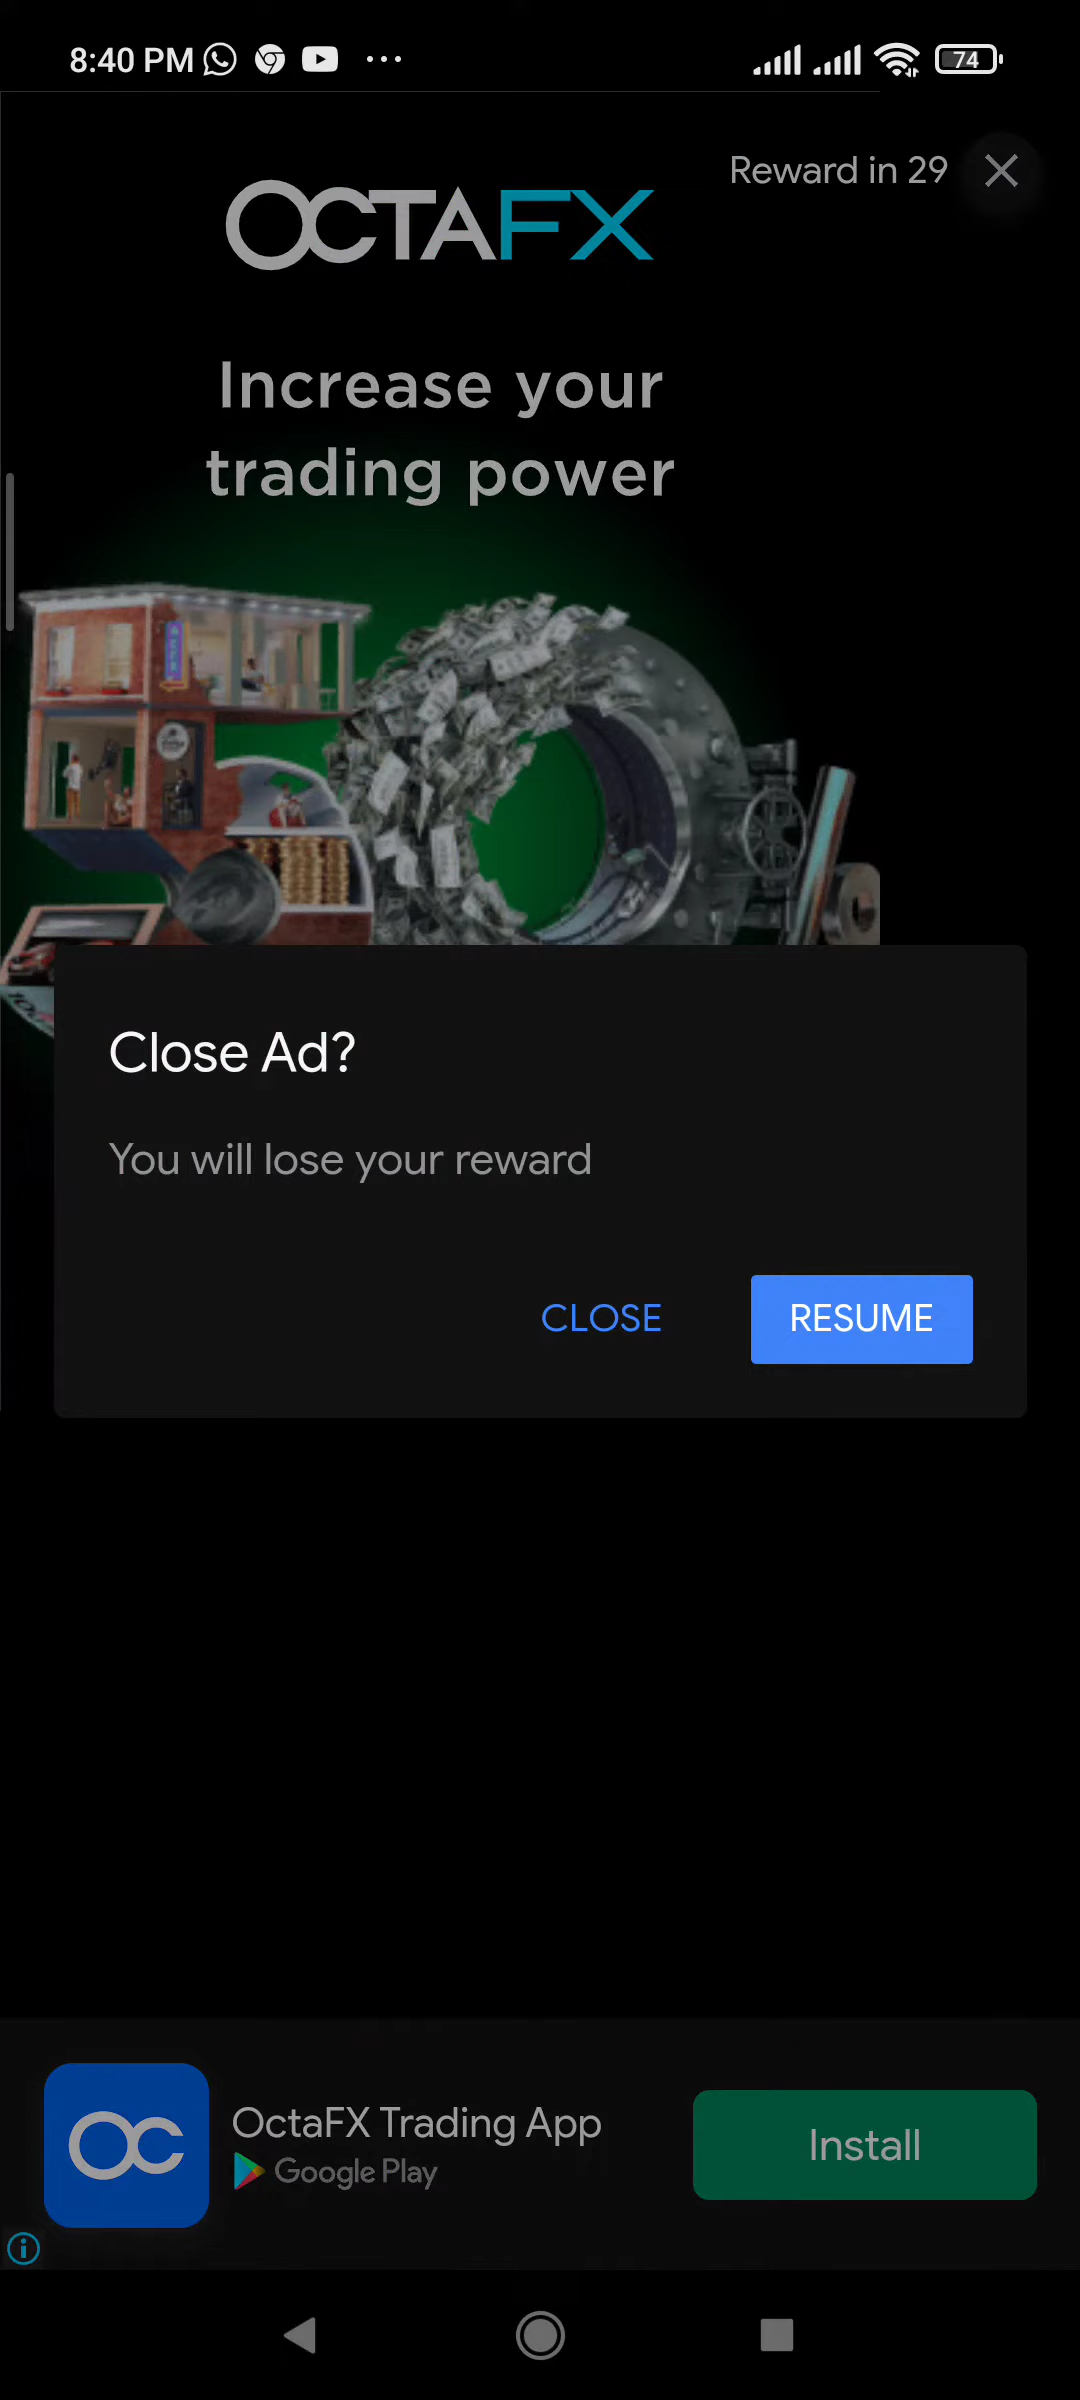 8:40 PM
74
Reward in 29
OCTAFX
Increase your
trading power
Close Ad?
You will lose your reward
CLOSE
RESUME
OC
OctaFX Trading App
Google Play
Install